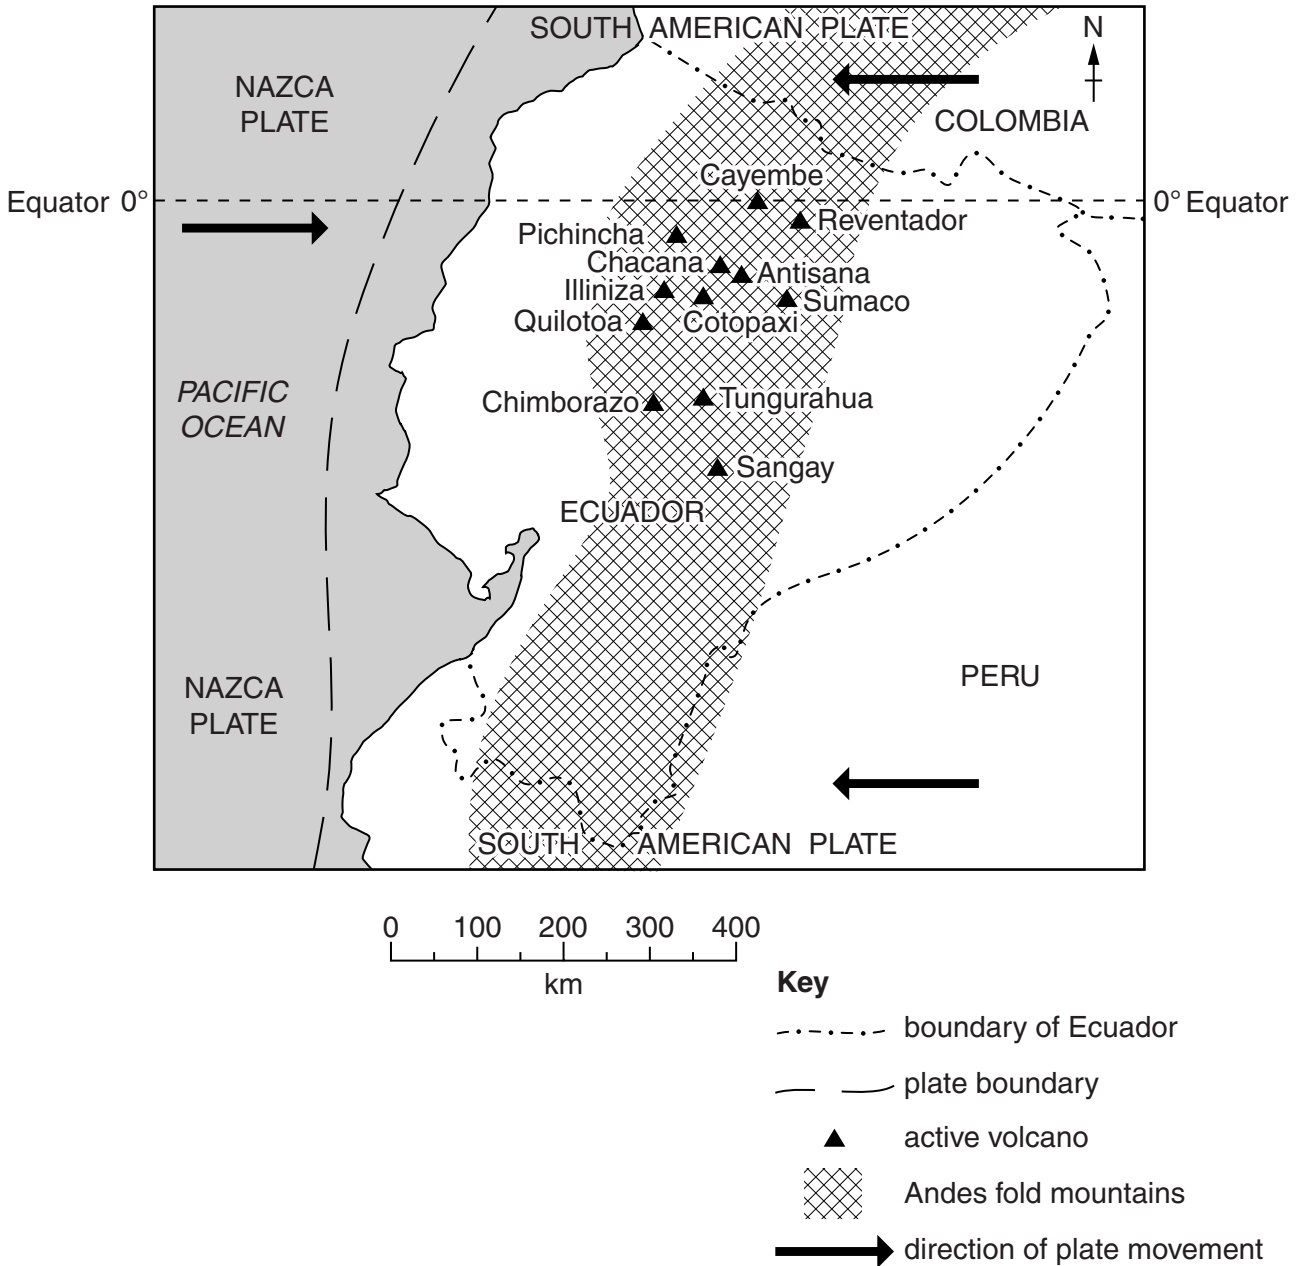 SOUTH AMERICAN PLATE
N
NAZCA
PLATE
COLOMBIA
Cayembe
Equator 0°
0° Equator
Reventador
Pichincha
Chacana
Antisana
Illiniza
Sumaco
Quilotoa
Cotopaxi
PACIFIC
OCEAN
Chimborazo
Tungurahua
Sangay
ECUADOR
NAZCA
PLATE
PERU
SOUTH AMERICAN PLATE
0 100 200 300 400
km
Key
boundary of Ecuador
plate boundary
active volcano
Andes fold mountains
direction of plate movement